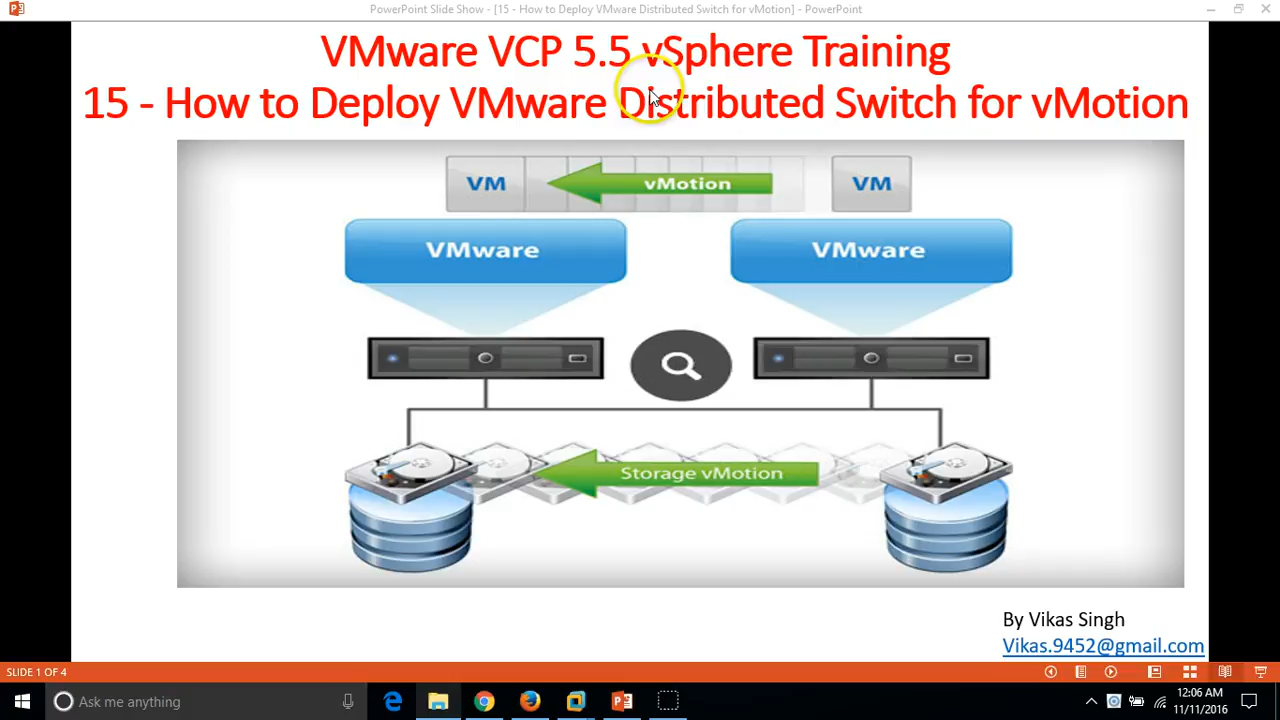 PowerPoint Slide Show - [15 - How to Deploy VMware Distributed Switch for vMotion] - PowerPoint
VMware VCP 5.5 vSphere Training
15 - How to Deploy VMware Distributed Switch for vMotion
VM
vMotion
VM
VMware
VMware
Storage vMotion
By Vikas Singh
Vikas.9452@gmail.com
SLIDE 1 OF 4
Ask me anything
12:06 AM
11/11/2016